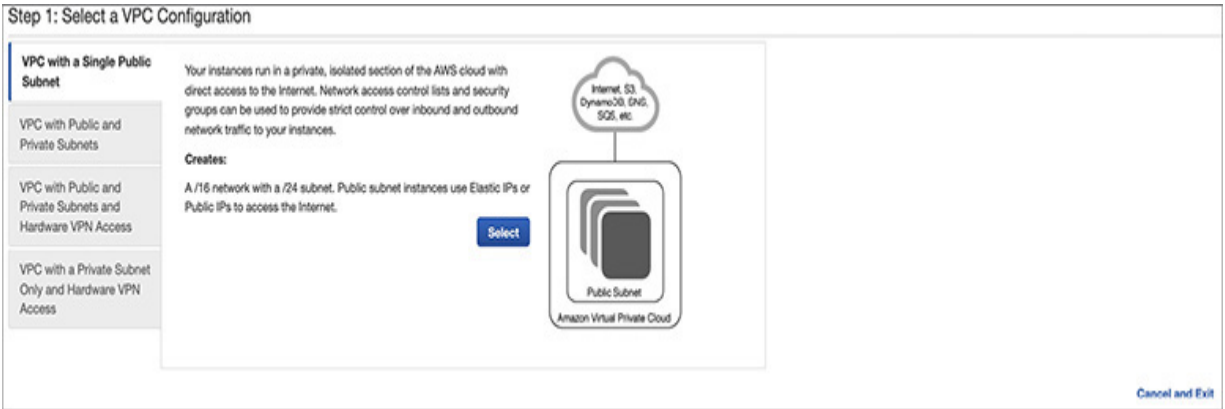 Step 1: Select a VPC Configuration
VPC with a Single Public
Subnet
VPC with Public and
Private Subnets
VPC with Public and
Private Subnets and
Hardware VPN Access
VPC with a Private Subnet
Only and Hardware VPN
Access
Your instances run in a private, isolated section of the AWS cloud with
direct access to the Internet. Network access control lists and security
groups can be used to provide strict control over inbound and outbound
network traffic to your instances.
Creates:
A /16 network with a /24 subnet. Public subnet instances use Elastic IPs or
Public IPs to access the Internet.
Select
Internet, S3,
DynamoDB, SNS,
SQS, etc.
Public Subnet
Amazon Virtual Private Cloud
Cancel and Exit